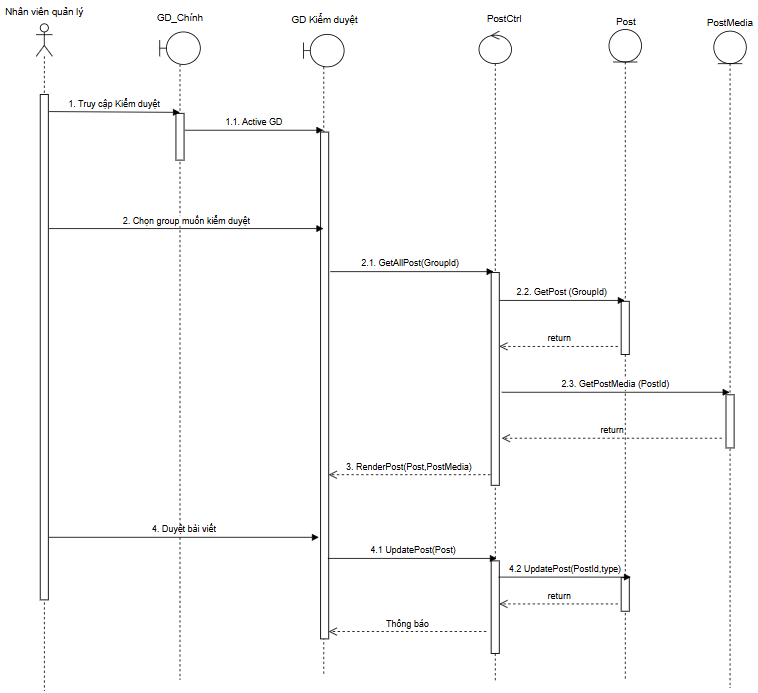 Nhân viên quản lý
GD_Chính
GD Kiểm duyệt
PostCtrl
Post
PostMedia
1. Truy cập Kiểm duyệt
1.1. Active GD
2. Chọn group muốn kiểm duyệt
2.1. GetAllPost(GroupId)
2.2. GetPost (GroupId)
return
2.3. GetPostMedia (PostId)
return
3. RenderPost(Post,PostMedia)
4. Duyệt bài viết
4.1 UpdatePost(Post)
4.2 UpdatePost(PostId,type)
return
Thông báo